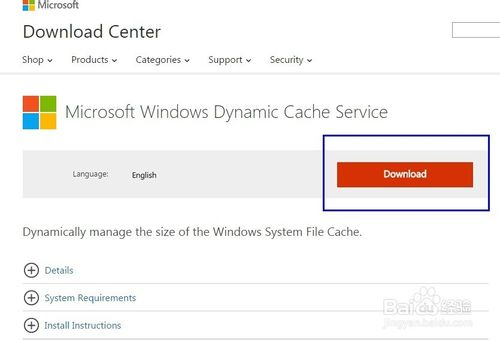 Microsoft
Download Center
Shop Products Categories Support Security
Microsoft Windows Dynamic Cache Service
Language: English Download
Dynamically manage the size of the Windows System File Cache.
Details
System Requirements
Install Instructions
Bai 经验
jingyan.baidu.com